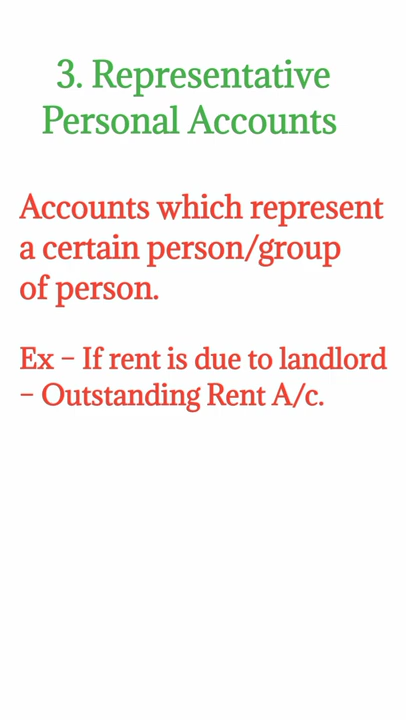 3. Representative
Personal Accounts
Accounts which represent
a certain person/group
of person.
Ex - If rent is due to landlord
- Outstanding Rent A/c.